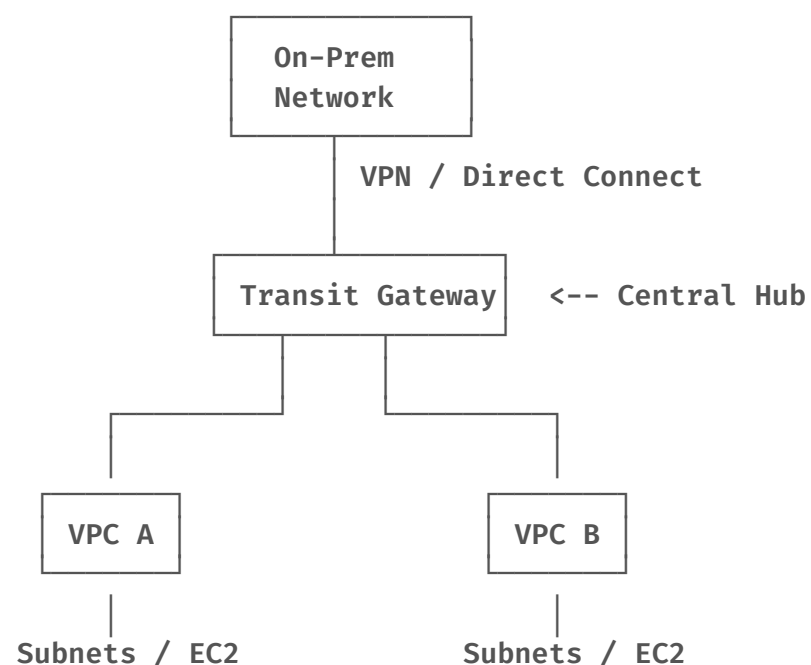 On-Prem
Network
VPN / Direct Connect
Transit Gateway <-- Central Hub
VPC A VPC B
Subnets / EC2 Subnets / EC2